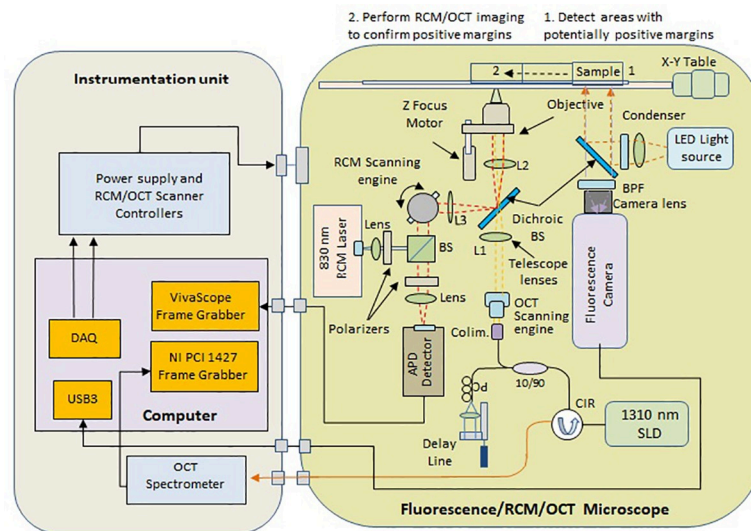 2. Perform RCM/OCT imaging
to confirm positive margins
1. Detect areas with
potentially positive margins
Instrumentation unit
2
Sample
1
X-Y Table
Z Focus
Motor
Objective
Condenser
LED Light
source
L2
Power supply and
RCM/OCT Scanner
Controllers
RCM Scanning
engine
L3
BPF
Camera lens
Dichroic
BS
830 nm
RCM Laser
Lens
BS
L1
Telescope
lenses
Fluorescence
Camera
VivaScope
Frame Grabber
Polarizers
Lens
OCT
Scanning
engine
DAQ
NI PCI 1427
Frame Grabber
Colim.
APD
Detector
USB3
PC
10/90
Computer
CIR
1310 nm
SLD
Delay
Line
OCT
Spectrometer
Fluorescence/RCM/OCT Microscope